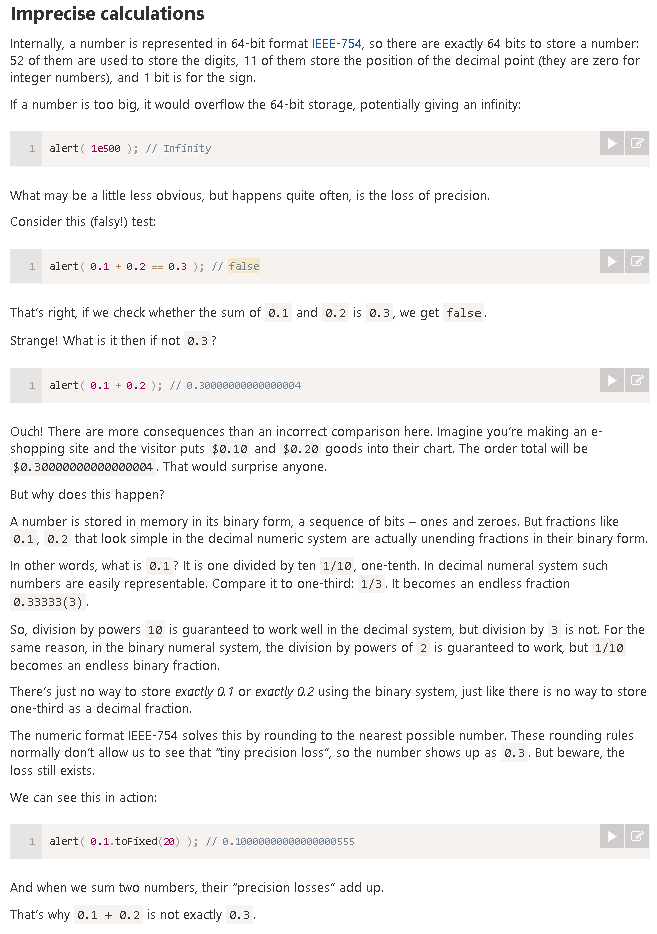 Imprecise calculations
Internally, a number is represented in 64-bit format IEEE-754, so there are exactly 64 bits to store a number:
52 of them are used to store the digits, 11 of them store the position of the decimal point (they are zero for
integer numbers), and 1 bit is for the sign.
If a number is too big, it would overflow the 64-bit storage, potentially giving an infinity:
1 alert( 1e500 ); // Infinity
What may be a little less obvious, but happens quite often, is the loss of precision.
Consider this (falsy!) test:
1 alert( 0.1 + 0.2 == 0.3 ); // false
That's right, if we check whether the sum of 0.1 and 0.2 is 0.3, we get false.
Strange! What is it then if not 0.3?
1 alert( 0.1 + 0.2 ); // 0.30000000000000004
Ouch! There are more consequences than an incorrect comparison here. Imagine you're making an e-
shopping site and the visitor puts $0.10 and $0.20 goods into their chart. The order total will be
$0.30000000000000004. That would surprise anyone.
But why does this happen?
A number is stored in memory in its binary form, a sequence of bits – ones and zeroes. But fractions like
0.1, 0.2 that look simple in the decimal numeric system are actually unending fractions in their binary form.
In other words, what is 0.1? It is one divided by ten 1/10, one-tenth. In decimal numeral system such
numbers are easily representable. Compare it to one-third: 1/3. It becomes an endless fraction
0.33333(3).
So, division by powers 10 is guaranteed to work well in the decimal system, but division by 3 is not. For the
same reason, in the binary numeral system, the division by powers of 2 is guaranteed to work, but 1/10
becomes an endless binary fraction.
There's just no way to store exactly 0.1 or exactly 0.2 using the binary system, just like there is no way to store
one-third as a decimal fraction.
The numeric format IEEE-754 solves this by rounding to the nearest possible number. These rounding rules
normally don't allow us to see that "tiny precision loss", so the number shows up as 0.3. But beware, the
loss still exists.
We can see this in action:
1 alert( 0.1.toFixed(20) ); // 0.10000000000000000555
And when we sum two numbers, their "precision losses" add up.
That's why 0.1 + 0.2 is not exactly 0.3.